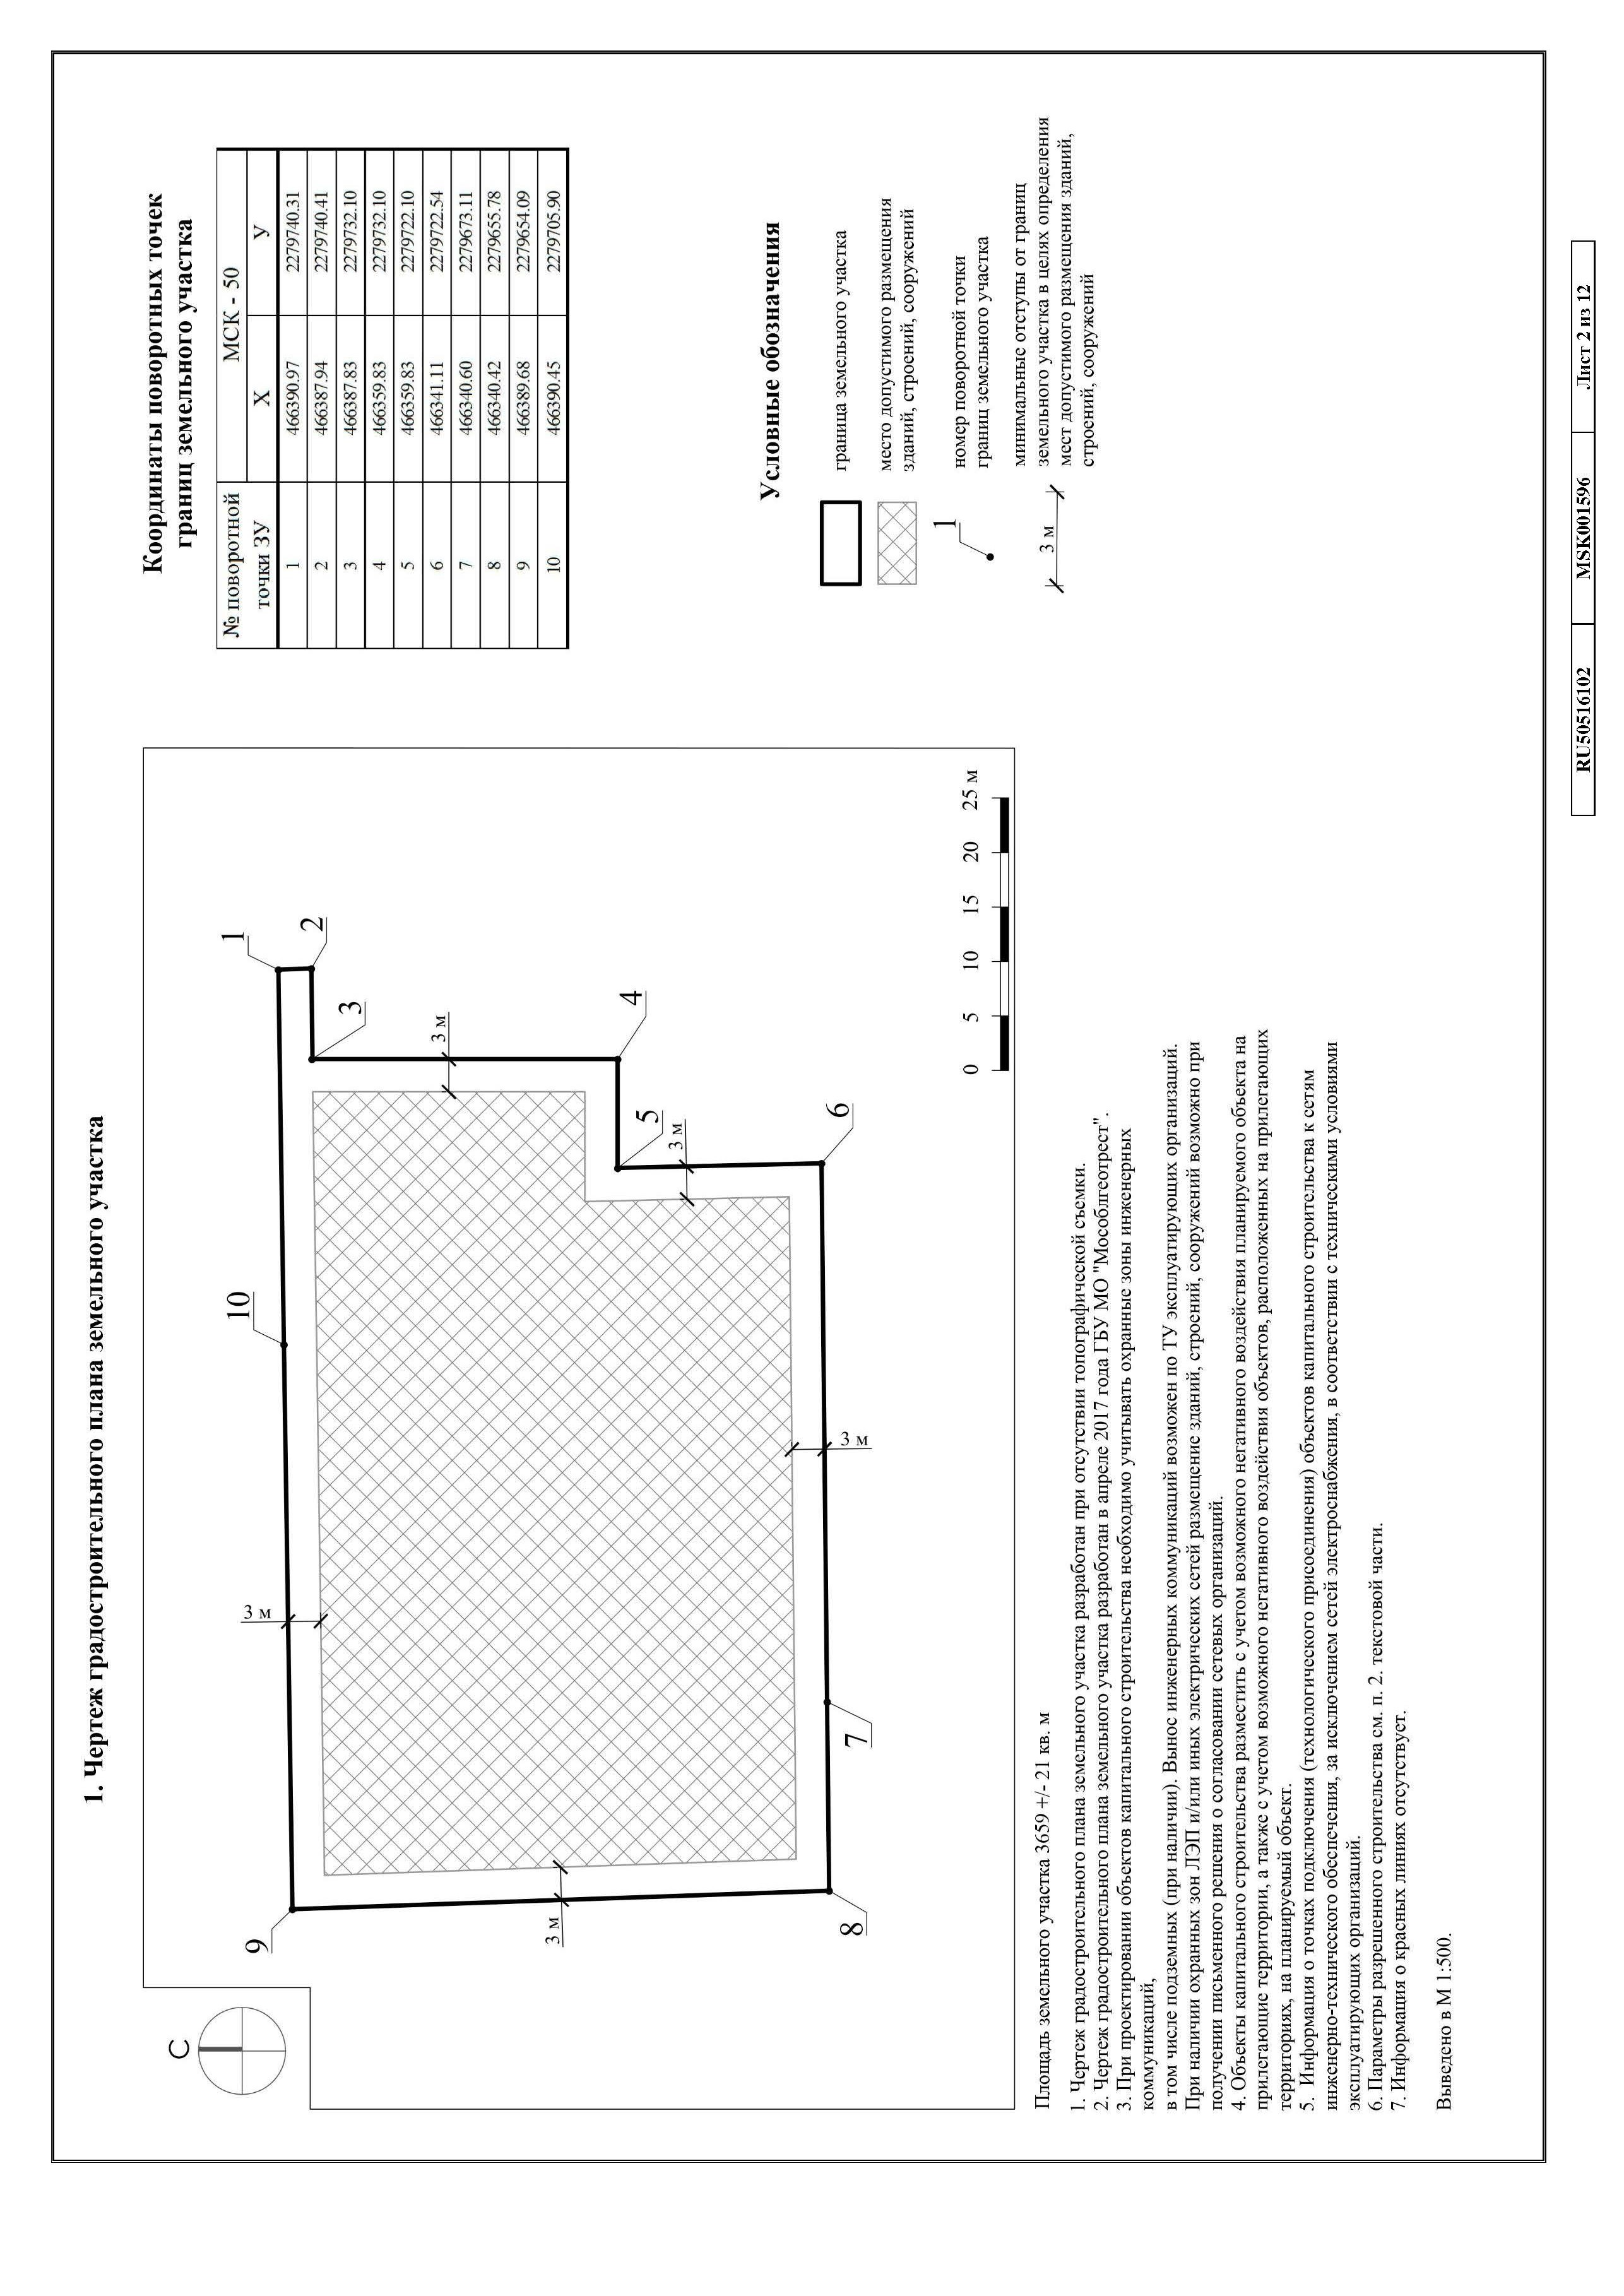 1. Чертеж градостроительного плана земельного участка
С
1
2
3
4
5
6
7
8
9
10
3 м
3 м
3 м
3 м
3 м
0 5 10 15 20 25 м
Координаты поворотных точек
границ земельного участка
№ поворотной
точки ЗУ
МСК - 50
Х У
1 466390.97 2279740.31
2 466387.94 2279740.41
3 466387.83 2279732.10
4 466359.83 2279732.10
5 466359.83 2279722.10
6 466341.11 2279722.54
7 466340.60 2279673.11
8 466340.42 2279655.78
9 466389.68 2279654.09
10 466390.45 2279705.90
Условные обозначения
граница земельного участка
место допустимого размещения
зданий, строений, сооружений
1
номер поворотной точки
границ земельного участка
3 м
минимальные отступы от границ
земельного участка в целях определения
мест допустимого размещения зданий,
строений, сооружений
Площадь земельного участка 3659 +/- 21 кв. м
1. Чертеж градостроительного плана земельного участка разработан при отсутствии топографической съемки.
2. Чертеж градостроительного плана земельного участка разработан в апреле 2017 года ГБУ МО "Мособлгеотрест".
3. При проектировании объектов капитального строительства необходимо учитывать охранные зоны инженерных
коммуникаций,
в том числе подземных (при наличии). Вынос инженерных коммуникаций возможен по ТУ эксплуатирующих организаций.
При наличии охранных зон ЛЭП и/или иных электрических сетей размещение зданий, строений, сооружений возможно при
получении письменного решения о согласовании сетевых организаций.
4. Объекты капитального строительства разместить с учетом возможного негативного воздействия планируемого объекта на
прилегающие территории, а также с учетом возможного негативного воздействия объектов, расположенных на прилегающих
территориях, на планируемый объект.
5. Информация о точках подключения (технологического присоединения) объектов капитального строительства к сетям
инженерно-технического обеспечения, за исключением сетей электроснабжения, в соответствии с техническими условиями
эксплуатирующих организаций.
6. Параметры разрешенного строительства см. п. 2. текстовой части.
7. Информация о красных линиях отсутствует.
Выведено в М 1:500.
RU50516102 MSK001596 Лист 2 из 12